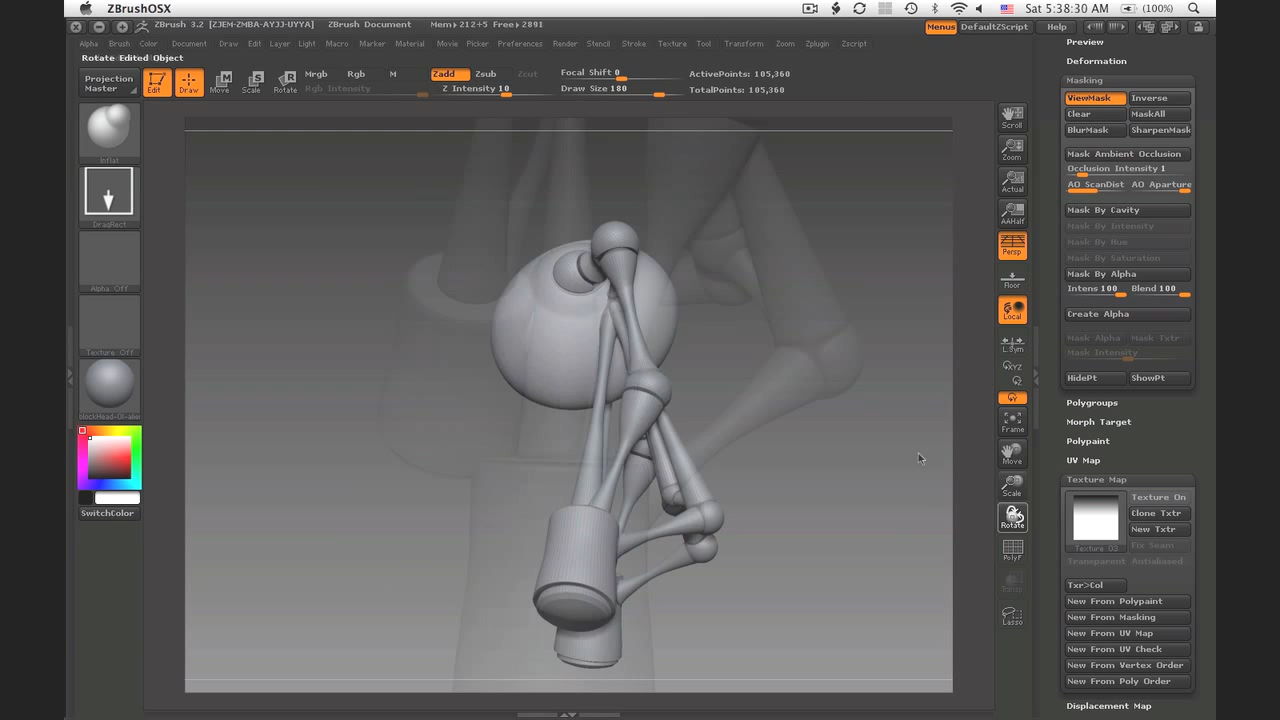 ZBrushOSX
Sat 5:38:30 AM
(100%)
ZBrush 3.2 [ZJEM-ZMBA-AYJJ-UYYA] ZBrush Document Mem▸212+5 Free▸2891
Menus DefaultZScript Help
Alpha Brush Color Document Draw Edit Layer Light Macro Marker Material Movie Picker Preferences Render Stencil Stroke Texture Tool Transform Zoom Zplugin Zscript
Rotate Edited Object
Projection Master
Edit Draw Move Scale Rotate
Mrgb Rgb M
Rgb Intensity
Zadd Zsub Zcut
Z Intensity 10
Focal Shift 0
Draw Size 180
ActivePoints: 105,360
TotalPoints: 105,360
Inflat
DragRect
Alpha Off
Texture Off
SwitchColor
Scroll
Zoom
Actual
AAHalf
Persp
Floor
Local
L.Sym
XYZ
Frame
Move
Scale
Rotate
PolyF
Transp
Lasso
Preview
Deformation
Masking
ViewMask Inverse
Clear MaskAll
BlurMask SharpenMask
Mask Ambient Occlusion
Occlusion Intensity 1
AO ScanDist AO Aparture
Mask By Cavity
Mask By Intensity
Mask By Hue
Mask By Saturation
Mask By Alpha
Intens 100 Blend 100
Create Alpha
Mask Alpha Mask Txtr
Mask Intensity
HidePt ShowPt
Polygroups
Morph Target
Polypaint
UV Map
Texture Map
Texture On
Clone Txtr
New Txtr
Fix Seam
Texture 03
Transparent Antialiased
Txr>Col
New From Polypaint
New From Masking
New From UV Map
New From UV Check
New From Vertex Order
New From Poly Order
Displacement Map